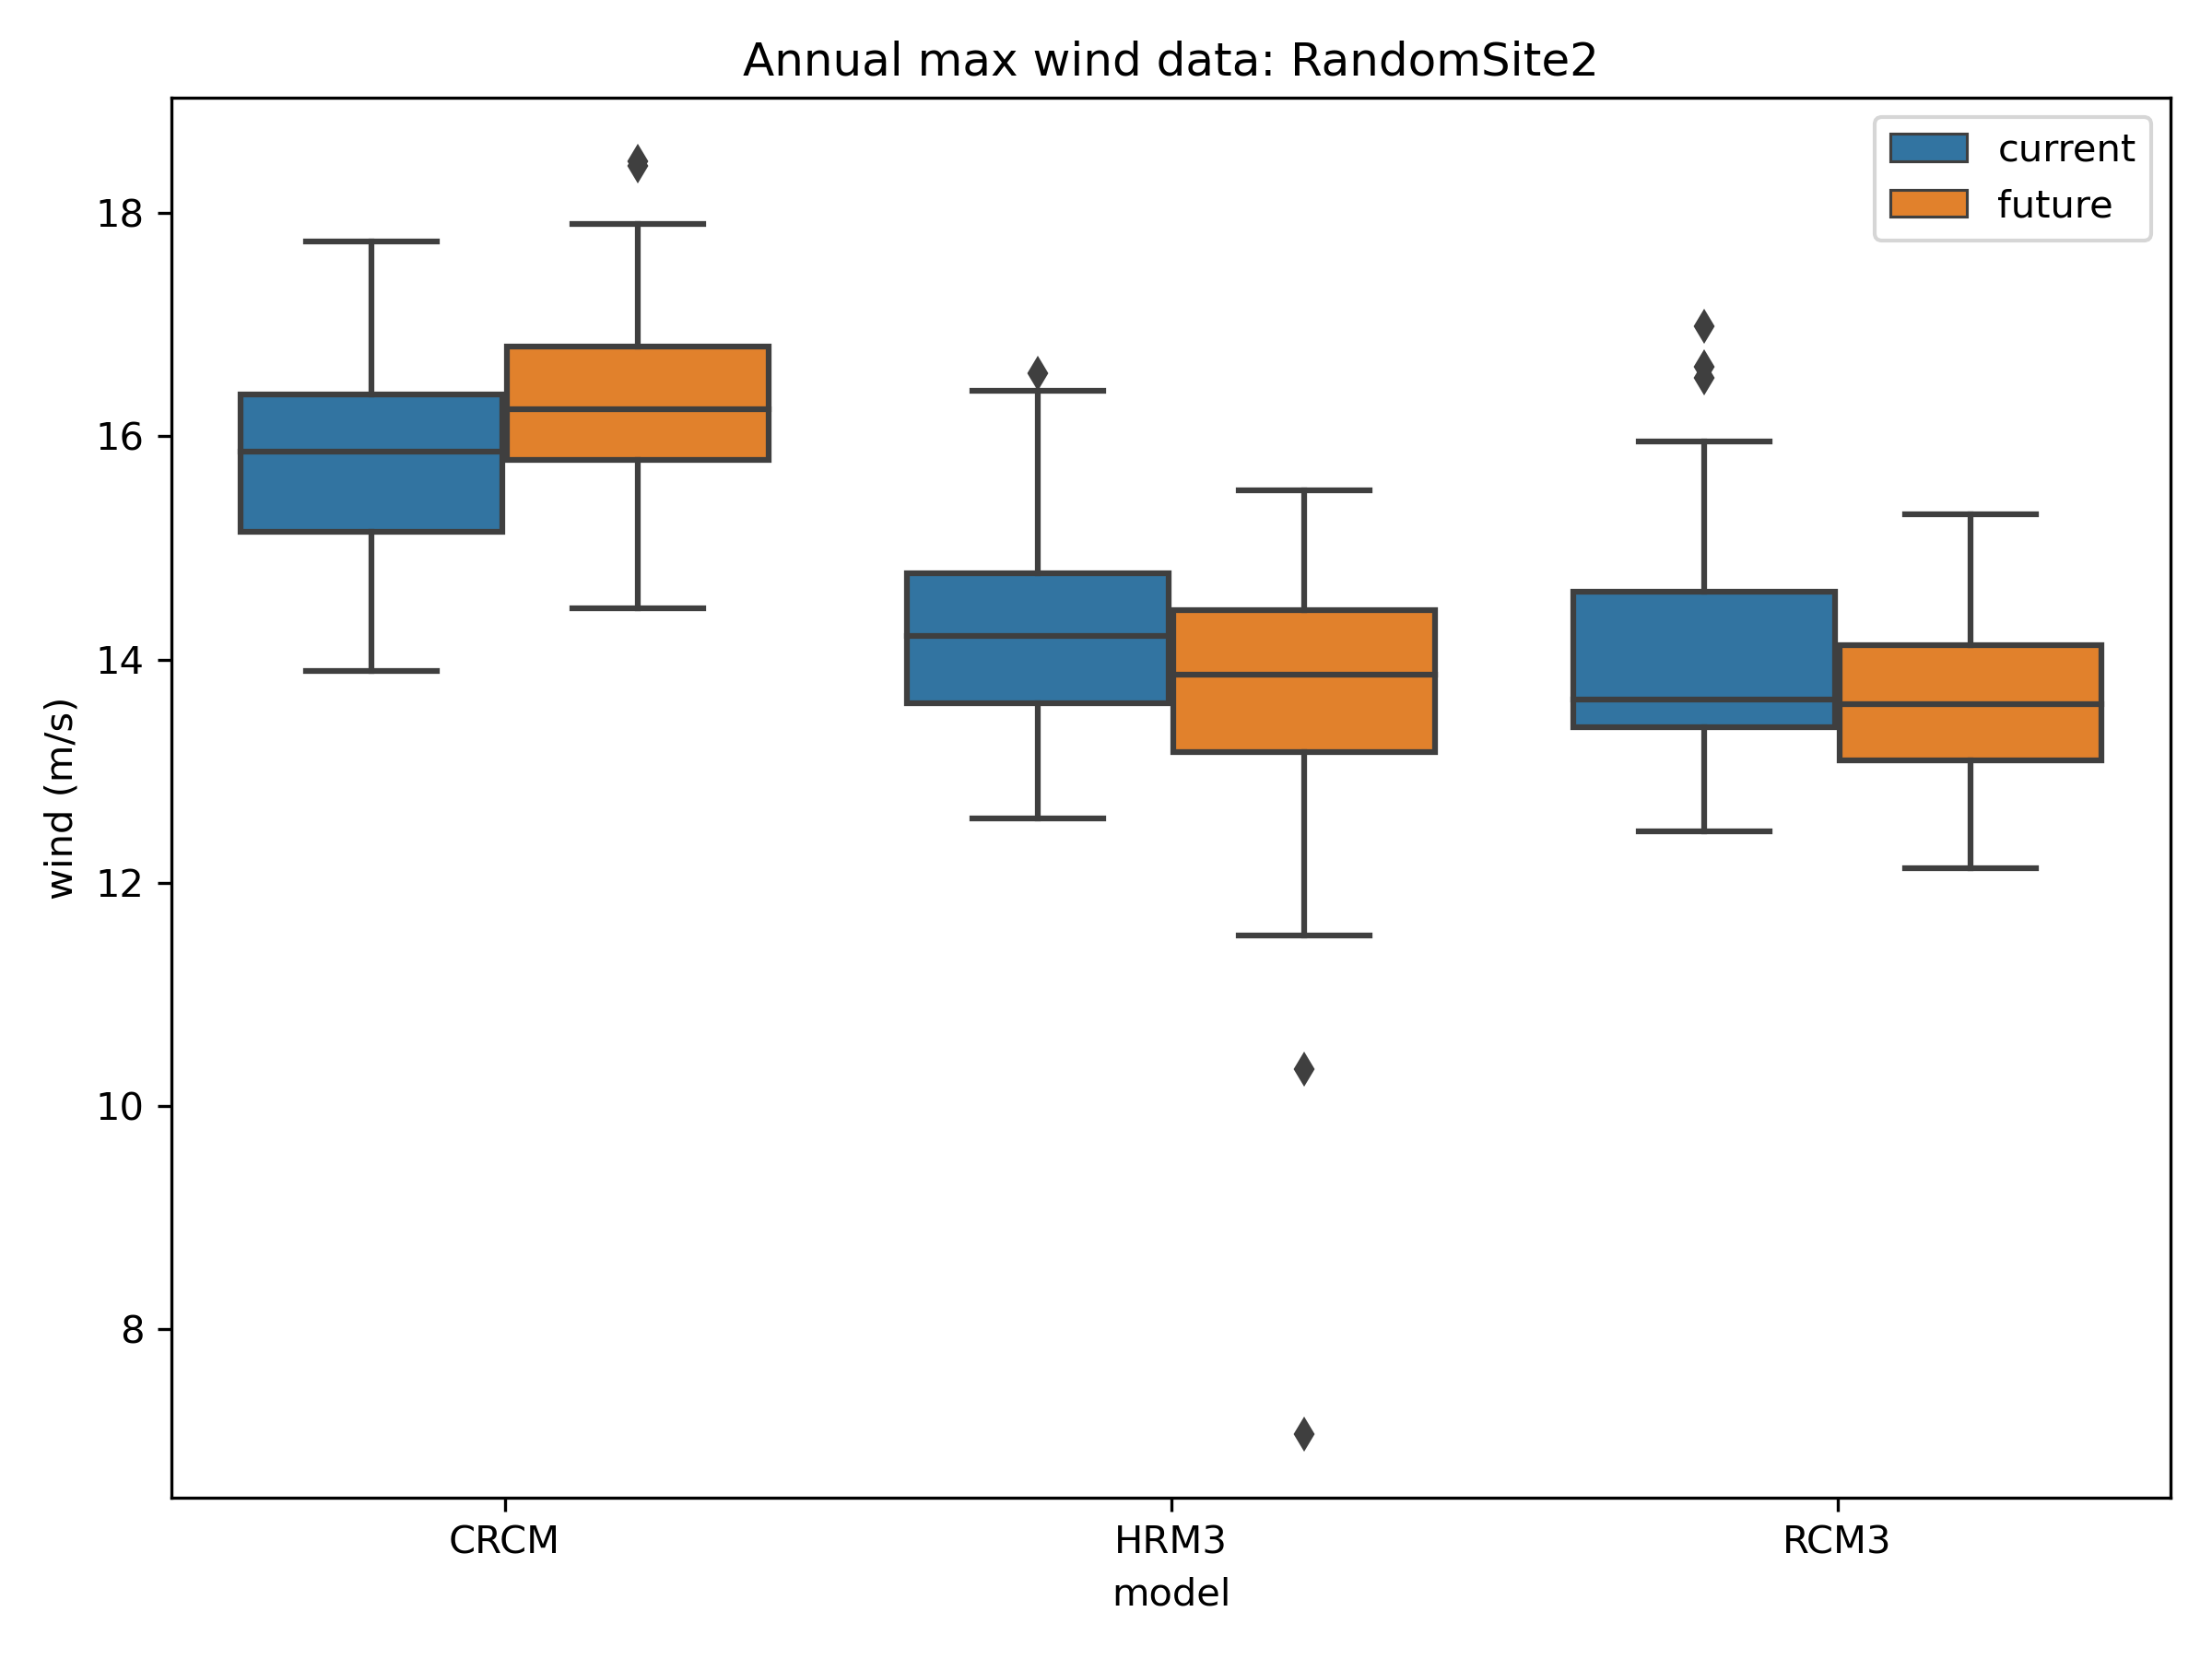 Annual max wind data: RandomSite2
current
future
wind (m/s)
18
16
14
12
10
8
CRCM
HRM3
RCM3
model